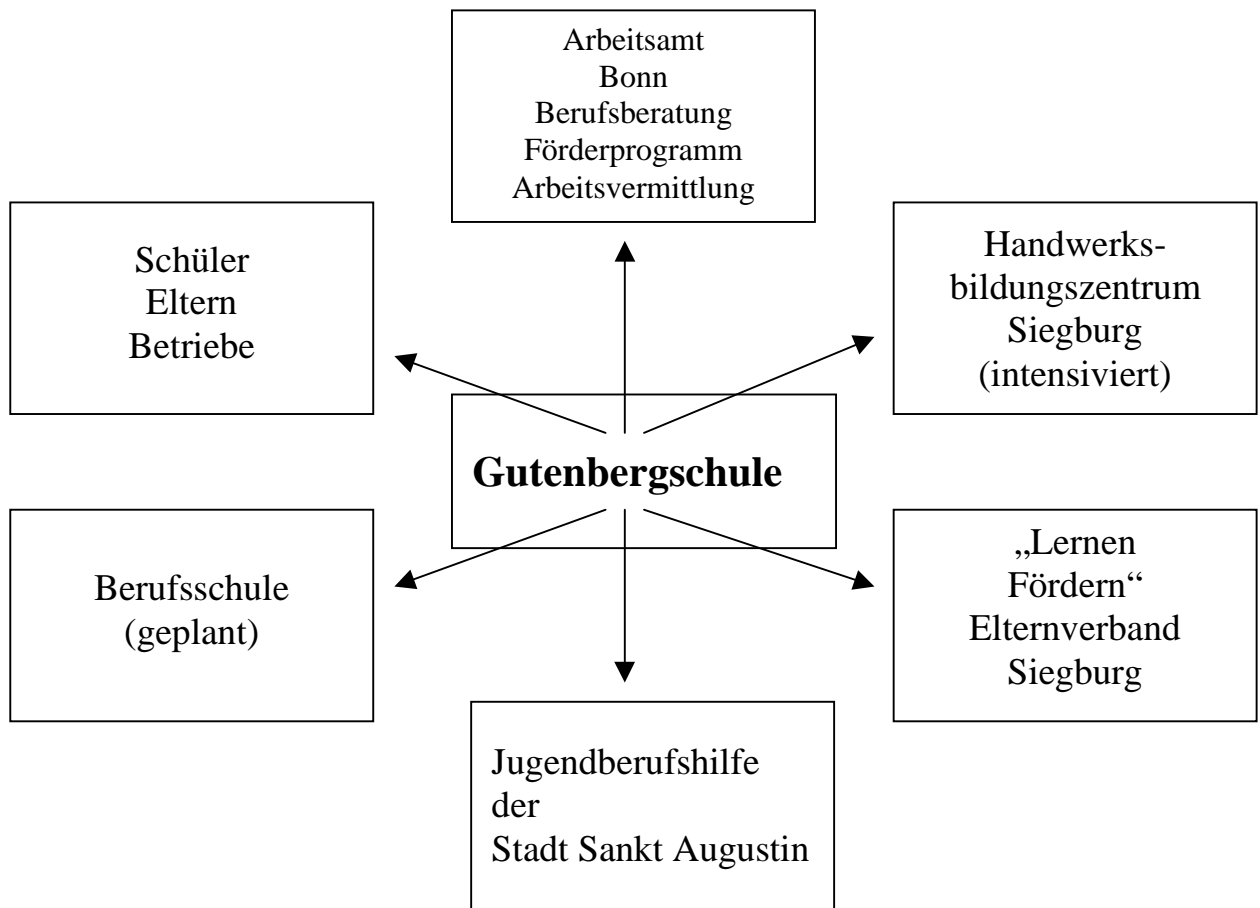 Arbeitsamt
Bonn
Berufsberatung
Förderprogramm
Arbeitsvermittlung
Schüler
Eltern
Betriebe
Handwerks-
bildungszentrum
Siegburg
(intensiviert)
Gutenbergschule
Berufsschule
(geplant)
„Lernen
Fördern“
Elternverband
Siegburg
Jugendberufshilfe
der
Stadt Sankt Augustin